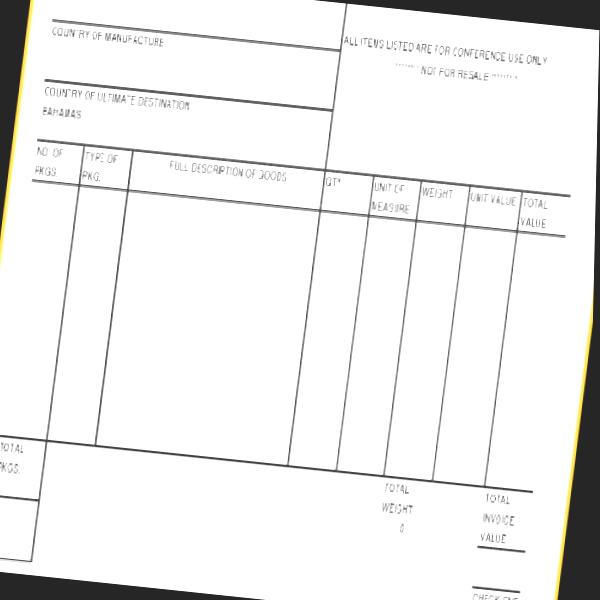 COUNTRY OF MANUFACTURE
ALL ITEMS LISTED ARE FOR CONFERENCE USE ONLY
******* NOT FOR RESALE *******
COUNTRY OF ULTIMATE DESTINATION
BAHAMAS
NO. OF PKGS.
TYPE OF PKG.
FULL DESCRIPTION OF GOODS
QTY
UNIT OF MEASURE
WEIGHT
UNIT VALUE
TOTAL VALUE
TOTAL
PKGS.
TOTAL
WEIGHT
0
TOTAL
INVOICE
VALUE
CHECK ONE